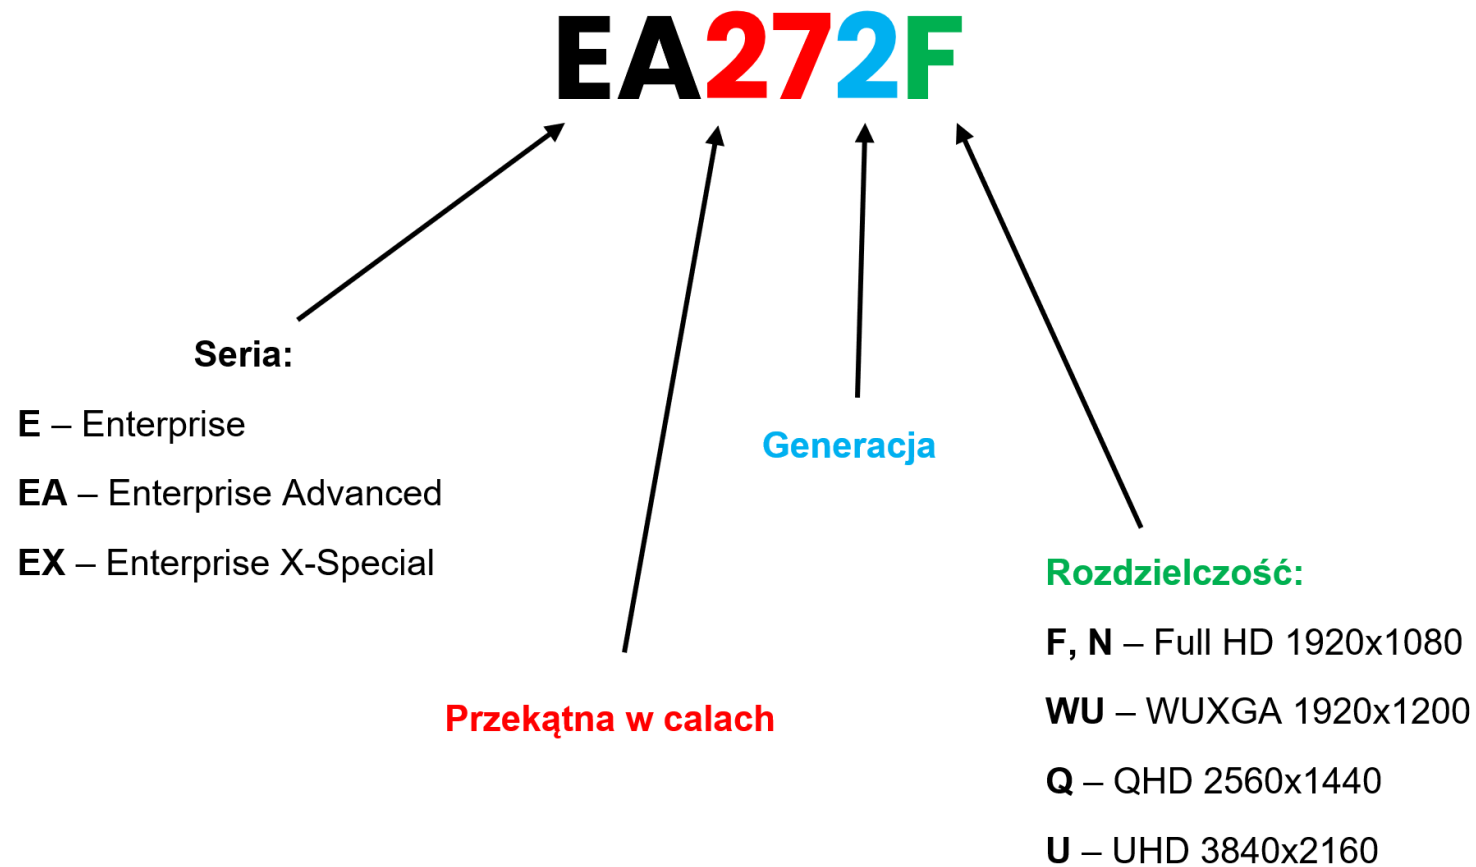 EA272F
Seria:
E – Enterprise
EA – Enterprise Advanced
EX – Enterprise X-Special
Przekątna w calach
Generacja
Rozdzielczość:
F, N – Full HD 1920x1080
WU – WUXGA 1920x1200
Q – QHD 2560x1440
U – UHD 3840x2160